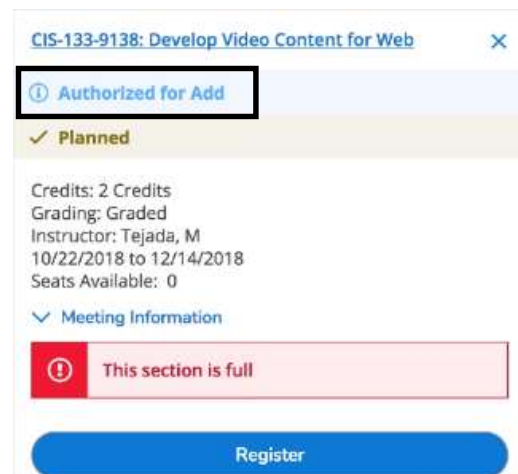 CIS-133-9138: Develop Video Content for Web
Authorized for Add
Planned
Credits: 2 Credits
Grading: Graded
Instructor: Tejada, M
10/22/2018 to 12/14/2018
Seats Available: 0
Meeting Information
This section is full
Register